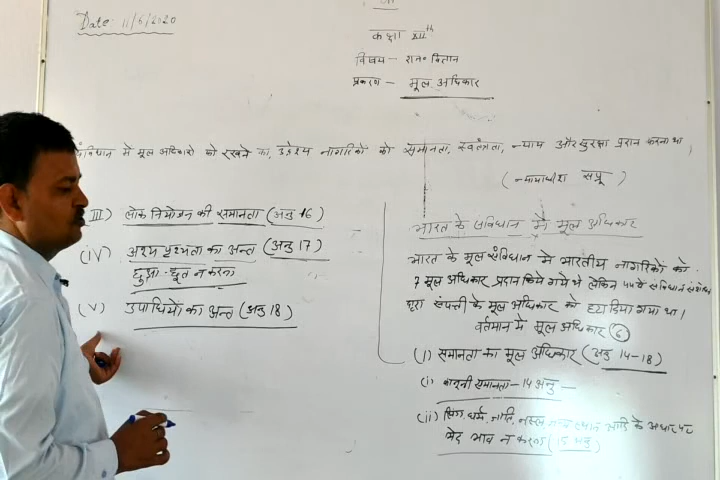 Date: 11/6/2020
कक्षा XIIth
विषय - राज० विज्ञान
प्रकरण - मूल अधिकार
संविधान में मूल अधिकारो को रखने का उद्देश्य नागरिकों को समानता, स्वतंत्रता, न्याय और सुरक्षा प्रदान करना था,
(न्यायाधीश सप्रू)
III) लोक नियोजन की समानता (अनु 16)
(iV) अश्य पृश्यता का अन्त (अनु 17)
छुआ-छूत न करना
(V) उपाधियों का अन्त (अनु 18)
भारत के संविधान में मूल अधिकार
भारत के मूल संविधान में भारतीय नागरिकों को
7 मूल अधिकार प्रदान किये गये थे लेकिन 44 वें संविधान संशोधन
द्वारा संपत्ती के मूल अधिकार को हटा दिया गया था।
वर्तमान में मूल अधिकार (6)
(1) समानता का मूल अधिकार (अनु 14-18)
(i) कानूनी समानता - 14 अनु -
(ii) लिंग, धर्म, जाति, नस्ल, जन्म स्थान आदि के आधार पर
भेद भाव न करना (15 अनु)